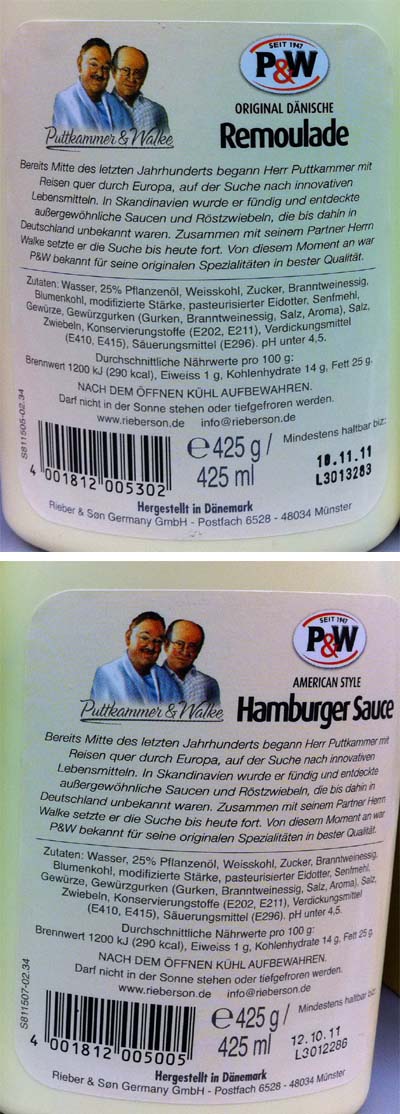 SEIT 1947
P&W
Puttkammer & Walke
ORIGINAL DÄNISCHE
Remoulade
Bereits Mitte des letzten Jahrhunderts begann Herr Puttkammer mit
Reisen quer durch Europa, auf der Suche nach innovativen
Lebensmitteln. In Skandinavien wurde er fündig und entdeckte
außergewöhnliche Saucen und Röstzwiebeln, die bis dahin in
Deutschland unbekannt waren. Zusammen mit seinem Partner Herrn
Walke setzte er die Suche bis heute fort. Von diesem Moment an war
P&W bekannt für seine originalen Spezialitäten in bester Qualität.
Zutaten: Wasser, 25% Pflanzenöl, Weisskohl, Zucker, Branntweinessig,
Blumenkohl, modifizierte Stärke, pasteurisierter Eidotter, Senfmehl,
Gewürze, Gewürzgurken (Gurken, Branntweinessig, Salz, Aroma), Salz,
Zwiebeln, Konservierungstoffe (E202, E211), Verdickungsmittel
(E410, E415), Säuerungsmittel (E296). pH unter 4,5.
Durchschnittliche Nährwerte pro 100 g:
Brennwert 1200 kJ (290 kcal), Eiweiss 1 g, Kohlenhydrate 14 g, Fett 25 g.
NACH DEM ÖFFNEN KÜHL AUFBEWAHREN.
Darf nicht in der Sonne stehen oder tiefgefroren werden.
www.rieberson.de info@rieberson.de
S811505-02.34
4 001812 005302
e 425 g /
425 ml
Mindestens haltbar biz:
18.11.11
L3013283
Hergestellt in Dänemark
Rieber & Søn Germany GmbH - Postfach 6528 - 48034 Münster
SEIT 1947
P&W
Puttkammer & Walke
AMERICAN STYLE
Hamburger Sauce
Bereits Mitte des letzten Jahrhunderts begann Herr Puttkammer mit
Reisen quer durch Europa, auf der Suche nach innovativen
Lebensmitteln. In Skandinavien wurde er fündig und entdeckte
außergewöhnliche Saucen und Röstzwiebeln, die bis dahin in
Deutschland unbekannt waren. Zusammen mit seinem Partner Herrn
Walke setzte er die Suche bis heute fort. Von diesem Moment an war
P&W bekannt für seine originalen Spezialitäten in bester Qualität.
Zutaten: Wasser, 25% Pflanzenöl, Weisskohl, Zucker, Branntweinessig,
Blumenkohl, modifizierte Stärke, pasteurisierter Eidotter, Senfmehl,
Gewürze, Gewürzgurken (Gurken, Branntweinessig, Salz, Aroma), Salz,
Zwiebeln, Konservierungstoffe (E202, E211), Verdickungsmittel
(E410, E415), Säuerungsmittel (E296). pH unter 4,5.
Durchschnittliche Nährwerte pro 100 g:
Brennwert 1200 kJ (290 kcal), Eiweiss 1 g, Kohlenhydrate 14 g, Fett 25 g.
NACH DEM ÖFFNEN KÜHL AUFBEWAHREN.
Darf nicht in der Sonne stehen oder tiefgefroren werden.
www.rieberson.de info@rieberson.de
S811507-02.34
4 001812 005005
e 425 g /
425 ml
Mindestens haltbar biz:
12.10.11
L3012286
Hergestellt in Dänemark
Rieber & Søn Germany GmbH - Postfach 6528 - 48034 Münster